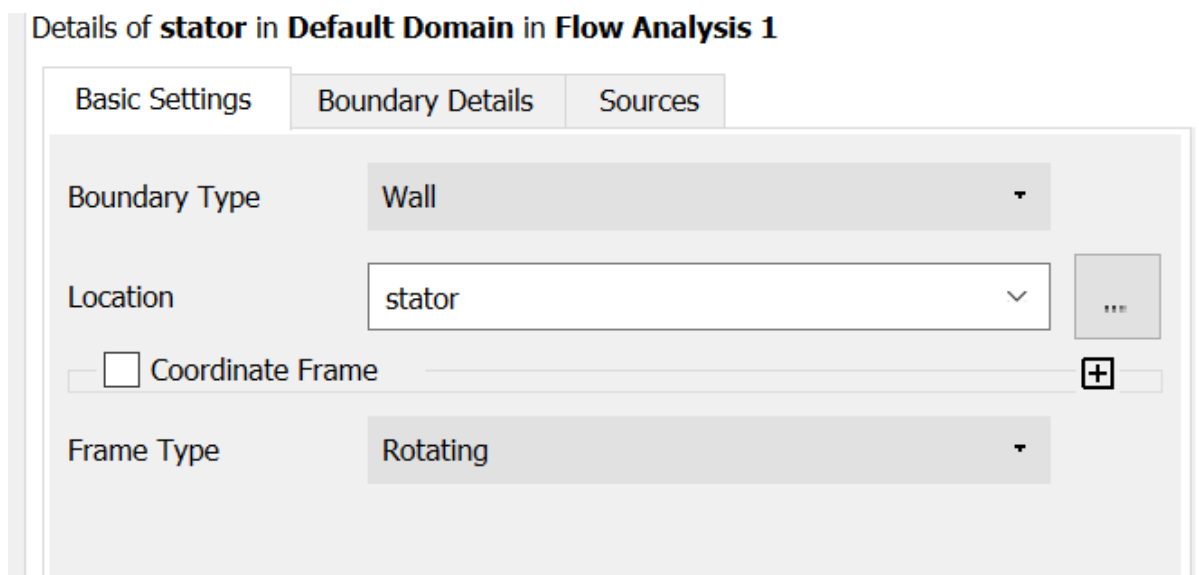 Details of stator in Default Domain in Flow Analysis 1
Basic Settings Boundary Details Sources
Boundary Type Wall
Location stator ...
Coordinate Frame
Frame Type Rotating